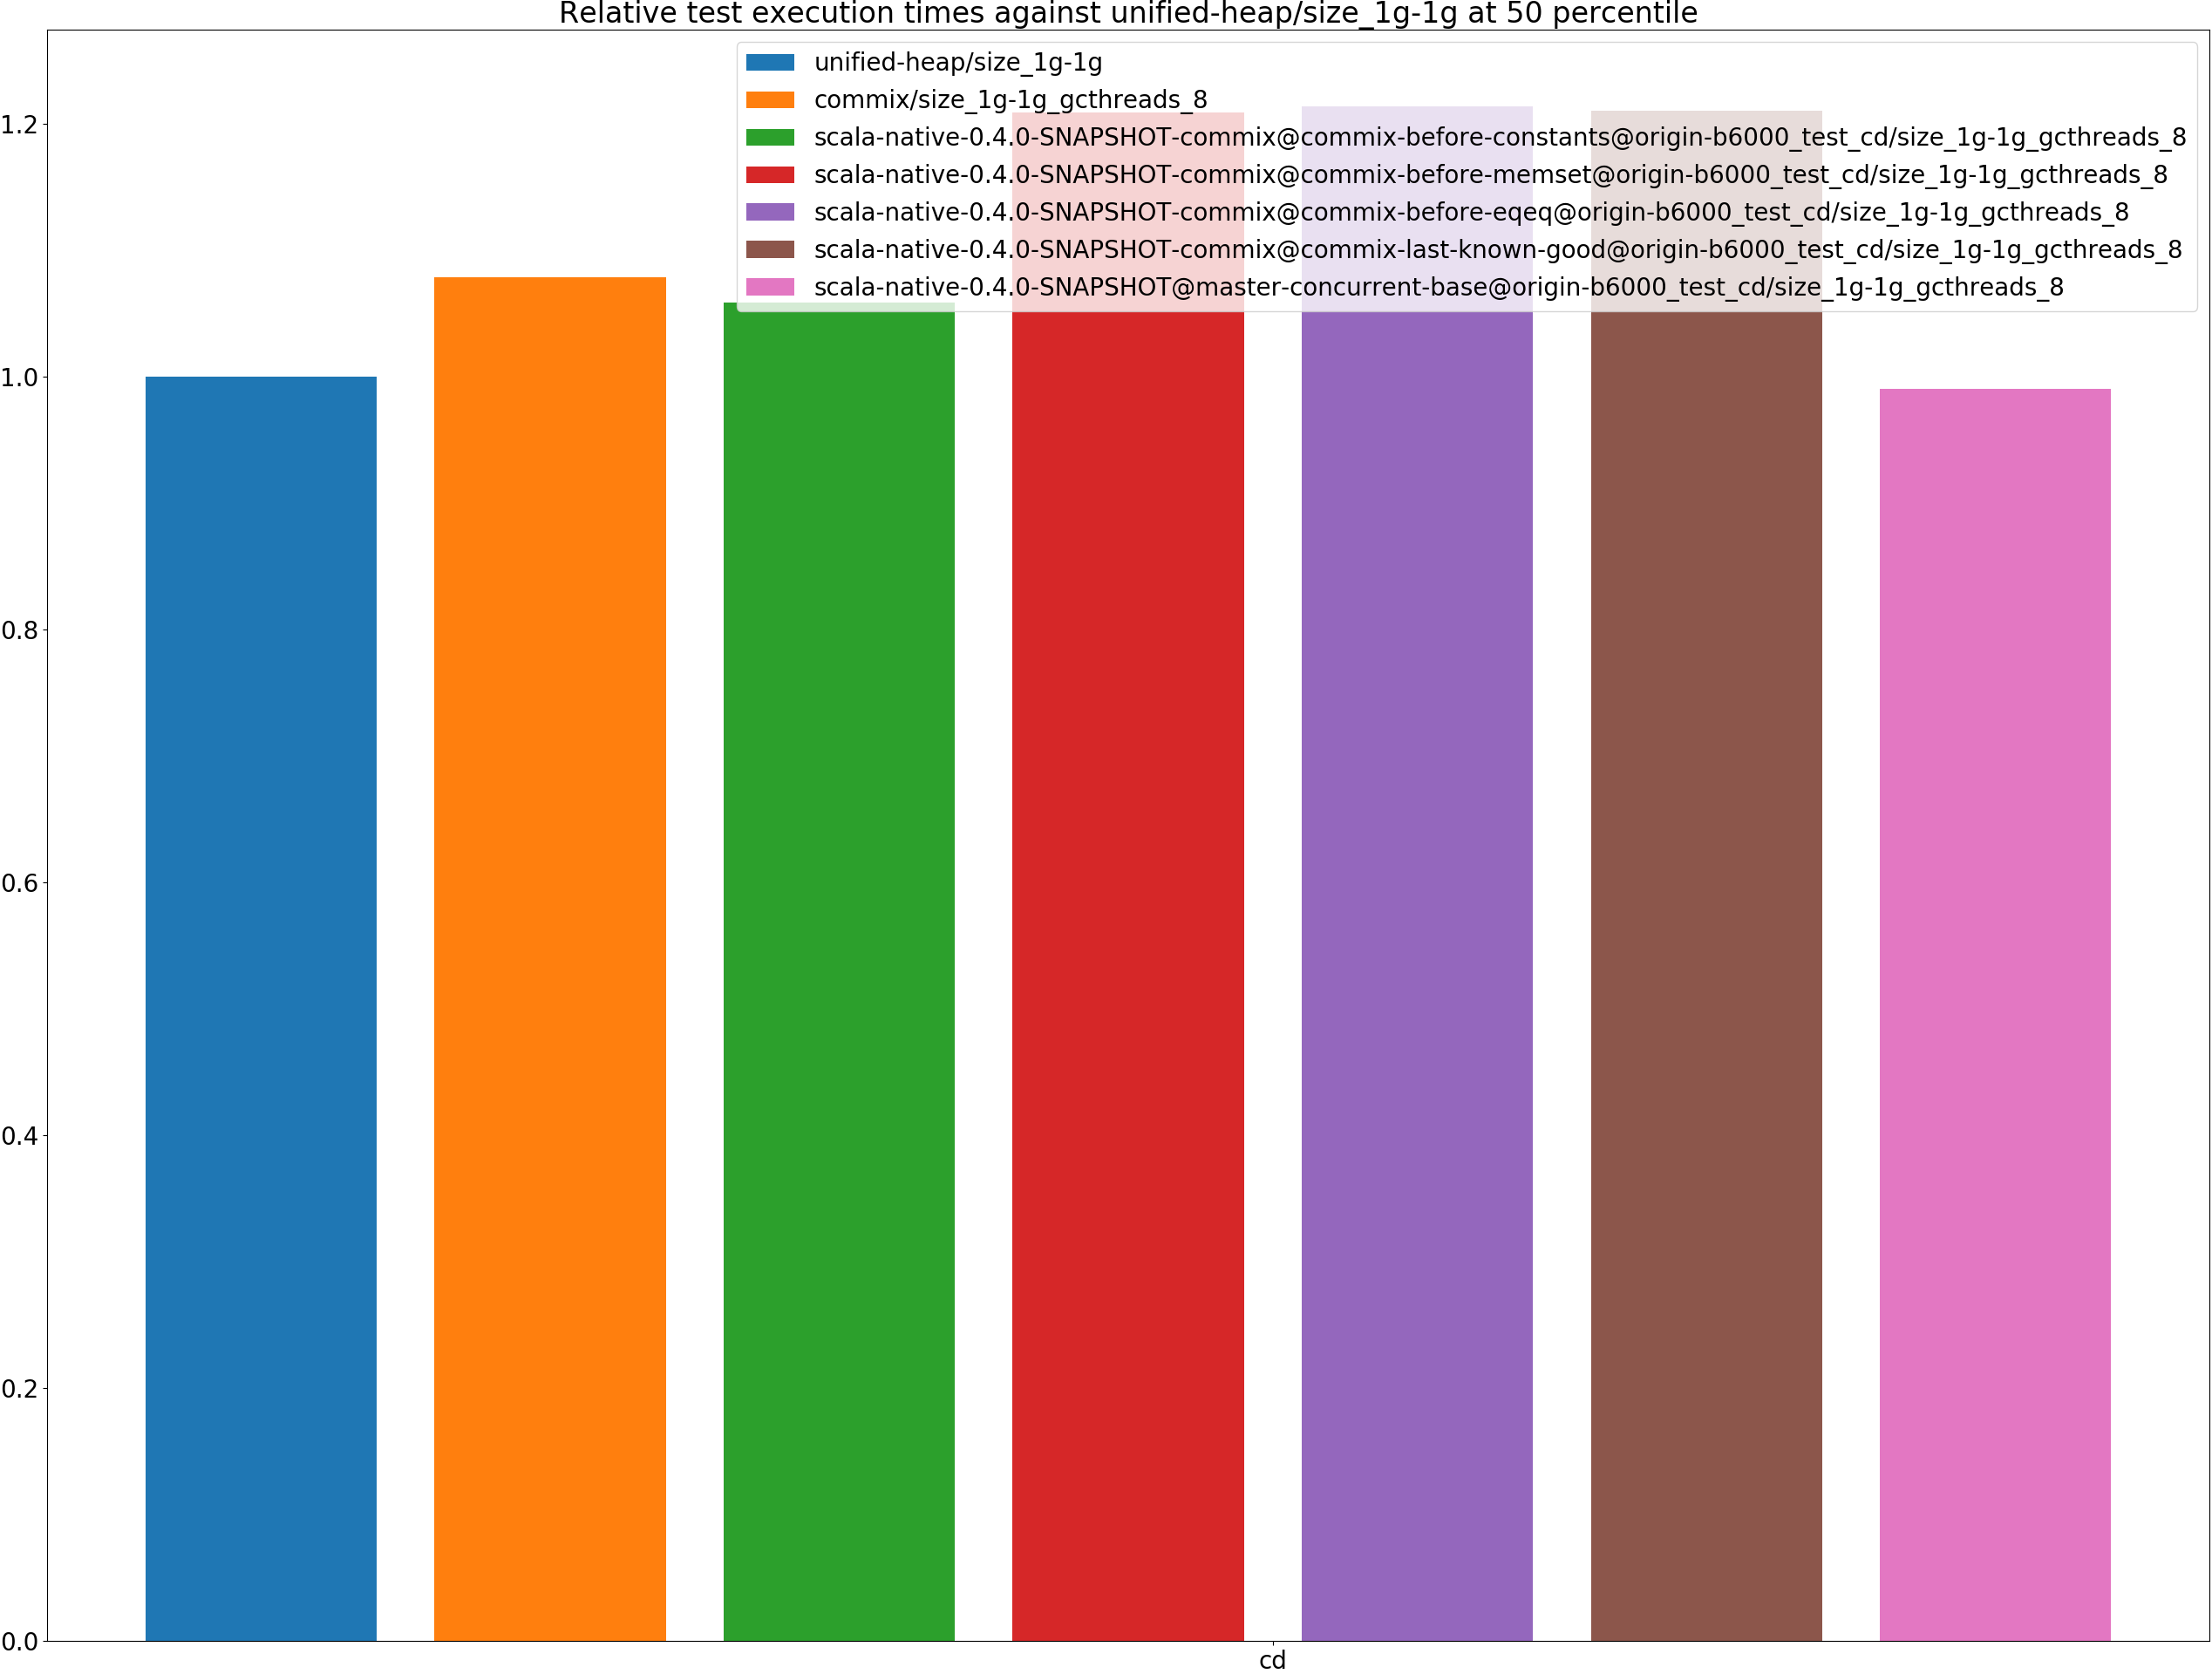 Relative test execution times against unified-heap/size_1g-1g at 50 percentile
unified-heap/size_1g-1g
commix/size_1g-1g_gcthreads_8
scala-native-0.4.0-SNAPSHOT-commix@commix-before-constants@origin-b6000_test_cd/size_1g-1g_gcthreads_8
scala-native-0.4.0-SNAPSHOT-commix@commix-before-memset@origin-b6000_test_cd/size_1g-1g_gcthreads_8
scala-native-0.4.0-SNAPSHOT-commix@commix-before-eqeq@origin-b6000_test_cd/size_1g-1g_gcthreads_8
scala-native-0.4.0-SNAPSHOT-commix@commix-last-known-good@origin-b6000_test_cd/size_1g-1g_gcthreads_8
scala-native-0.4.0-SNAPSHOT@master-concurrent-base@origin-b6000_test_cd/size_1g-1g_gcthreads_8
1.2
1.0
0.8
0.6
0.4
0.2
0.0
cd